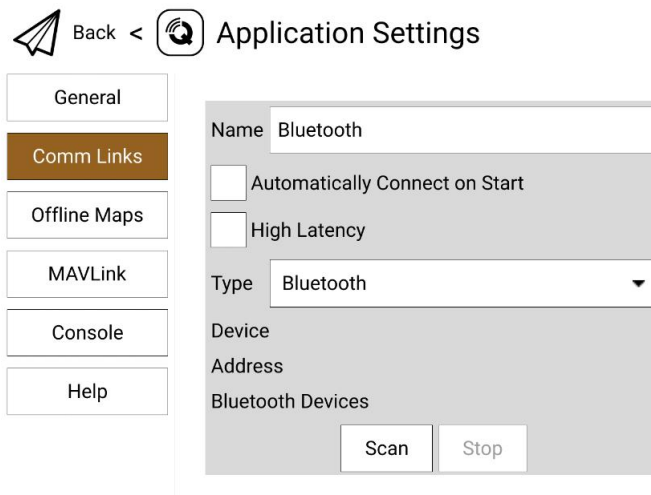 Back < Application Settings
General
Comm Links
Offline Maps
MAVLink
Console
Help
Name Bluetooth
Automatically Connect on Start
High Latency
Type Bluetooth
Device
Address
Bluetooth Devices
Scan Stop